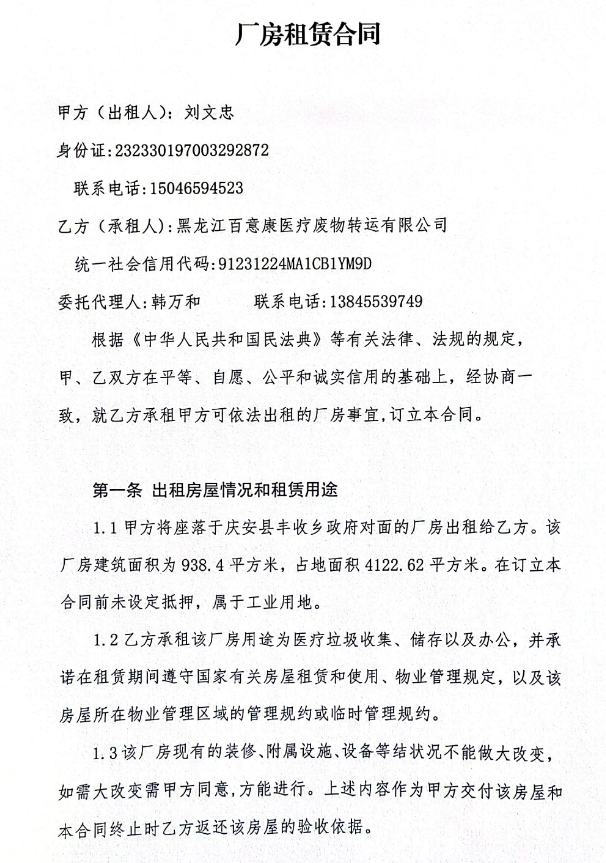 厂房租赁合同
甲方（出租人）：刘文忠
身份证:232330197003292872
联系电话:15046594523
乙方（承租人）:黑龙江百意康医疗废物转运有限公司
统一社会信用代码:91231224MA1CB1YM9D
委托代理人:韩万和 联系电话:13845539749
根据《中华人民共和国民法典》等有关法律、法规的规定，
甲、乙双方在平等、自愿、公平和诚实信用的基础上，经协商一
致，就乙方承租甲方可依法出租的厂房事宜,订立本合同。
第一条 出租房屋情况和租赁用途
1.1 甲方将座落于庆安县丰收乡政府对面的厂房出租给乙方。该
厂房建筑面积为 938.4 平方米，占地面积 4122.62 平方米。在订立本
合同前未设定抵押，属于工业用地。
1.2 乙方承租该厂房用途为医疗垃圾收集、储存以及办公，并承
诺在租赁期间遵守国家有关房屋租赁和使用、物业管理规定，以及该
房屋所在物业管理区域的管理规约或临时管理规约。
1.3 该厂房现有的装修、附属设施、设备等结状况不能做大改变，
如需大改变需甲方同意,方能进行。上述内容作为甲方交付该房屋和
本合同终止时乙方返还该房屋的验收依据。